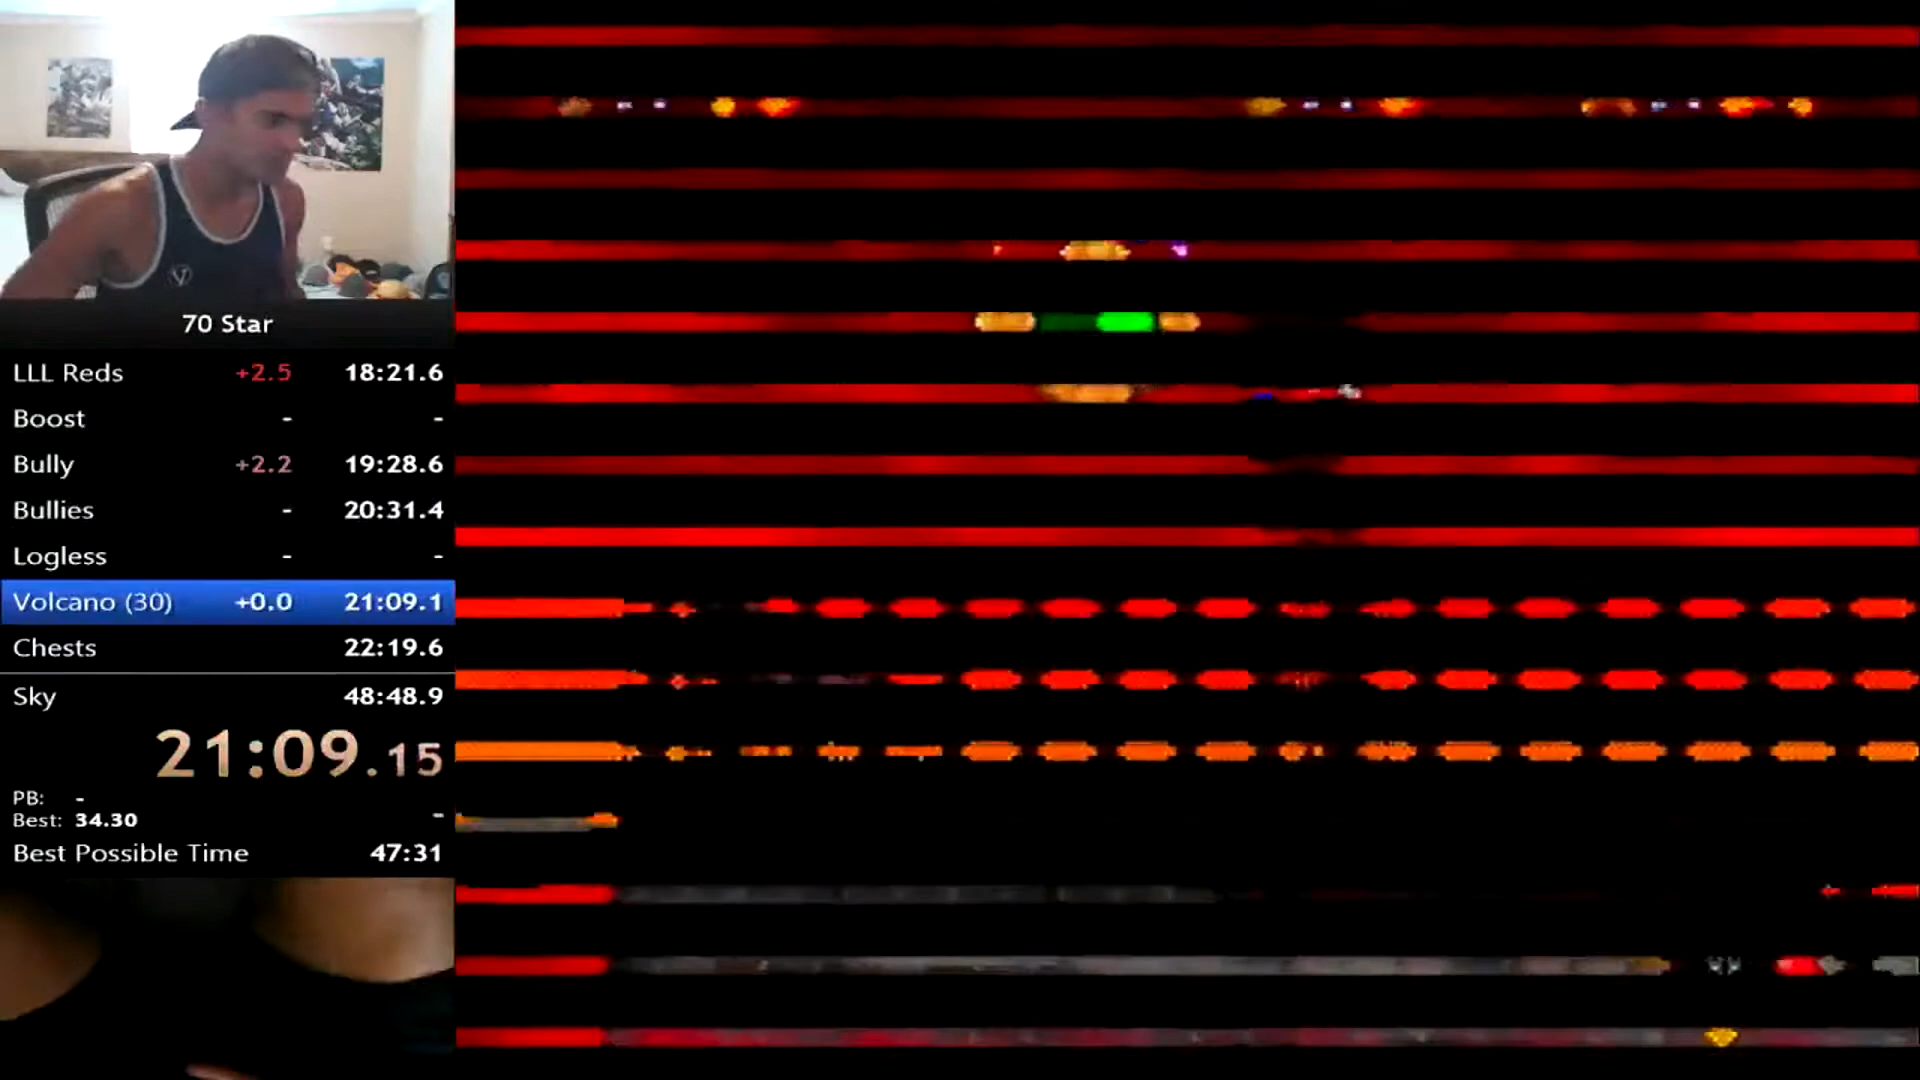 70 Star
LLL Reds +2.5 18:21.6
Boost - -
Bully +2.2 19:28.6
Bullies - 20:31.4
Logless - -
Volcano (30) +0.0 21:09.1
Chests 22:19.6
Sky 48:48.9
21:09.15
PB: -
Best: 34.30 -
Best Possible Time 47:31